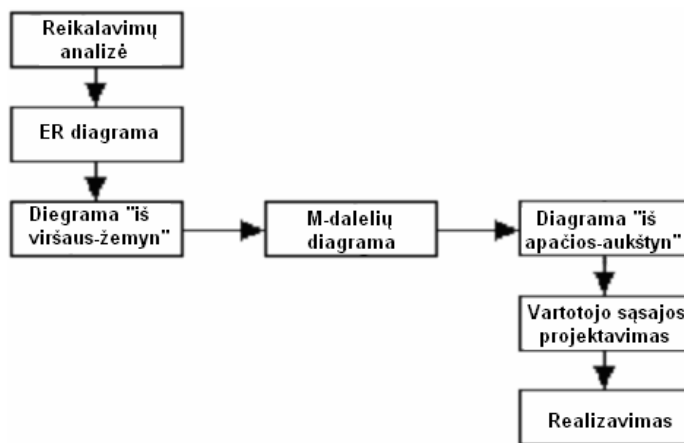 Reikalavimų
analizė
ER diagrama
Diegrama "iš
viršaus-žemyn"
M-dalelių
diagrama
Diagrama "iš
apačios-aukštyn"
Vartotojo sąsajos
projektavimas
Realizavimas